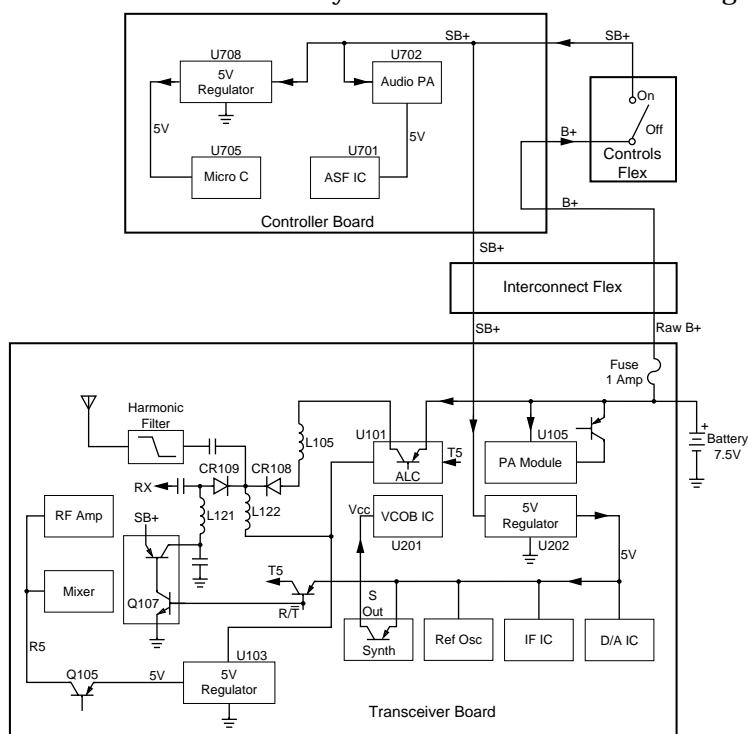 SB+
SB+
U708
U702
5V
Regulator
Audio PA
On
5V
5V
B+
Off
U705
U701
Controls
Flex
Micro C
ASF IC
Controller Board
B+
SB+
Interconnect Flex
SB+
Raw B+
Fuse
1 Amp
Harmonic
Filter
L105
U101
U105
+
Battery
7.5V
CR109
CR108
T5
PA Module
ALC
RX
L121
L122
Vcc
VCOB IC
5V
Regulator
RF Amp
SB+
U201
U202
5V
Mixer
T5
S
Out
Q107
R/T
Synth
Ref Osc
IF IC
D/A IC
R5
U103
Q105
5V
5V
Regulator
Transceiver Board